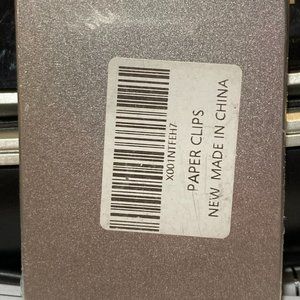 X001NTFEH7
PAPER CLIPS
NEW MADE IN CHINA